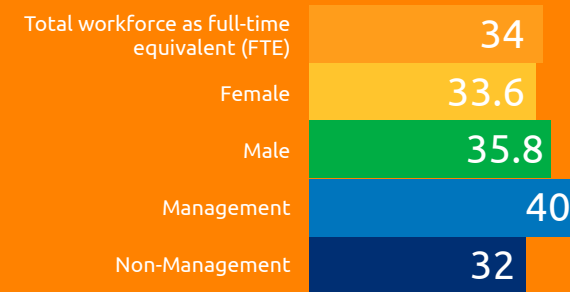 Total workforce as full-time
equivalent (FTE)
34
Female
33.6
Male
35.8
Management
40
Non-Management
32